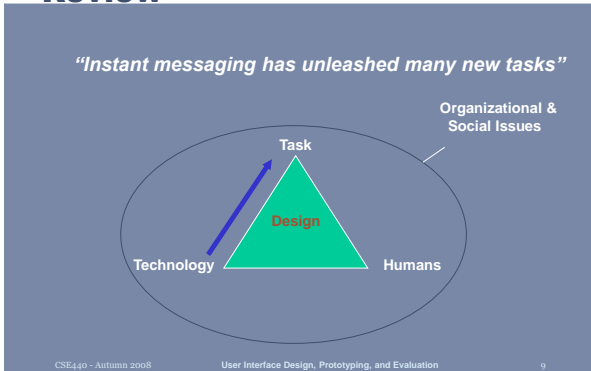 Review
“Instant messaging has unleashed many new tasks”
Organizational &
Social Issues
Task
Design
Technology
Humans
CSE440 - Autumn 2008
User Interface Design, Prototyping, and Evaluation
9